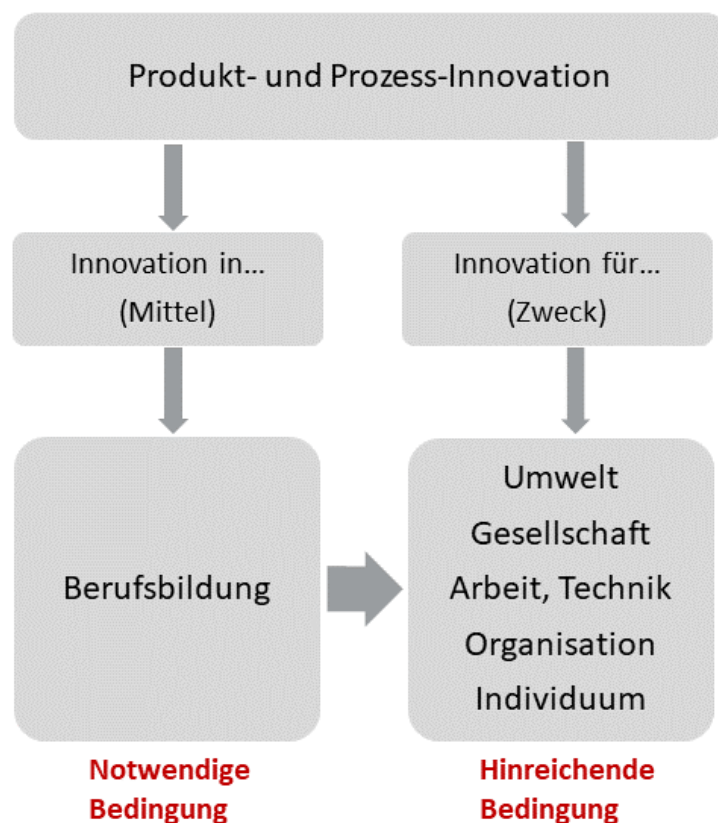 Produkt- und Prozess-Innovation
Innovation in...
(Mittel)
Innovation für...
(Zweck)
Berufsbildung
Umwelt
Gesellschaft
Arbeit, Technik
Organisation
Individuum
Notwendige
Bedingung
Hinreichende
Bedingung